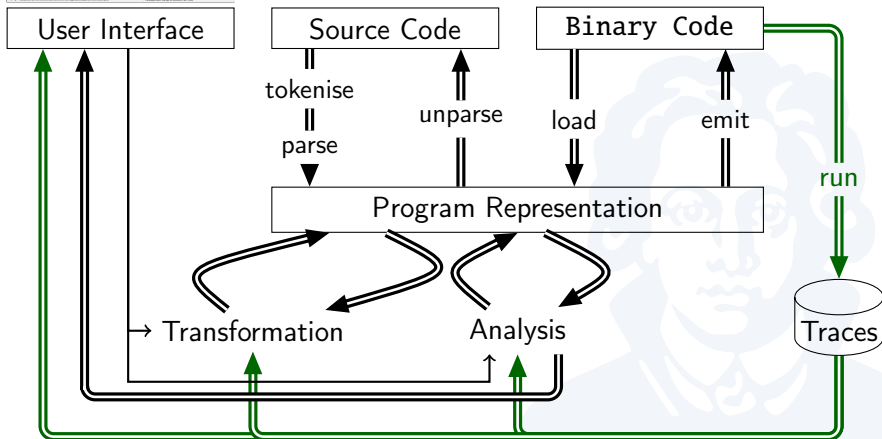 User Interface
Source Code
Binary Code
tokenise
unparse
load
emit
parse
run
Program Representation
Transformation
Analysis
Traces